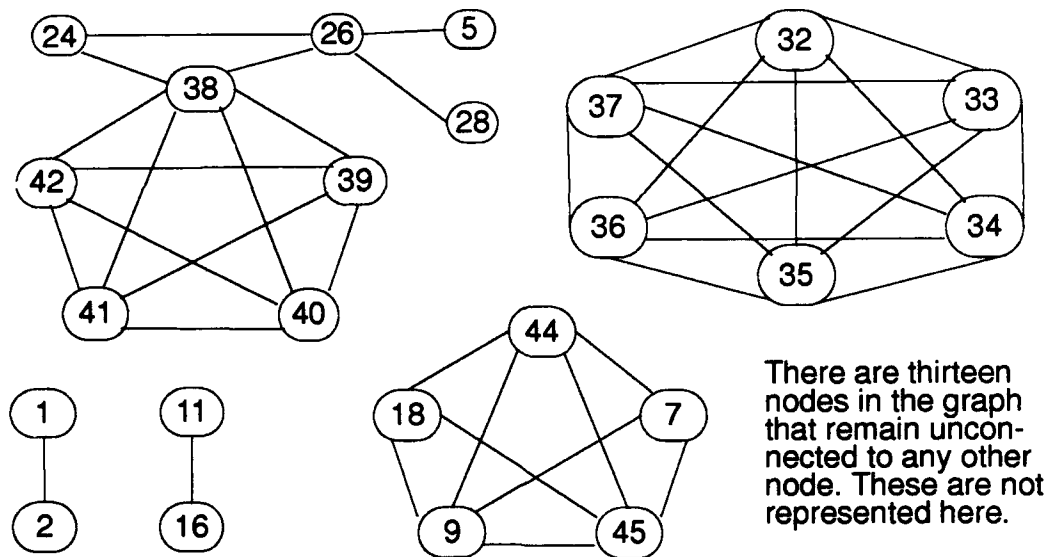 24 26 5
38
28
42 39
41 40
32
37 33
36 34
35
44
18 7
9 45
1 11
2 16
There are thirteen
nodes in the graph
that remain uncon-
nected to any other
node. These are not
represented here.